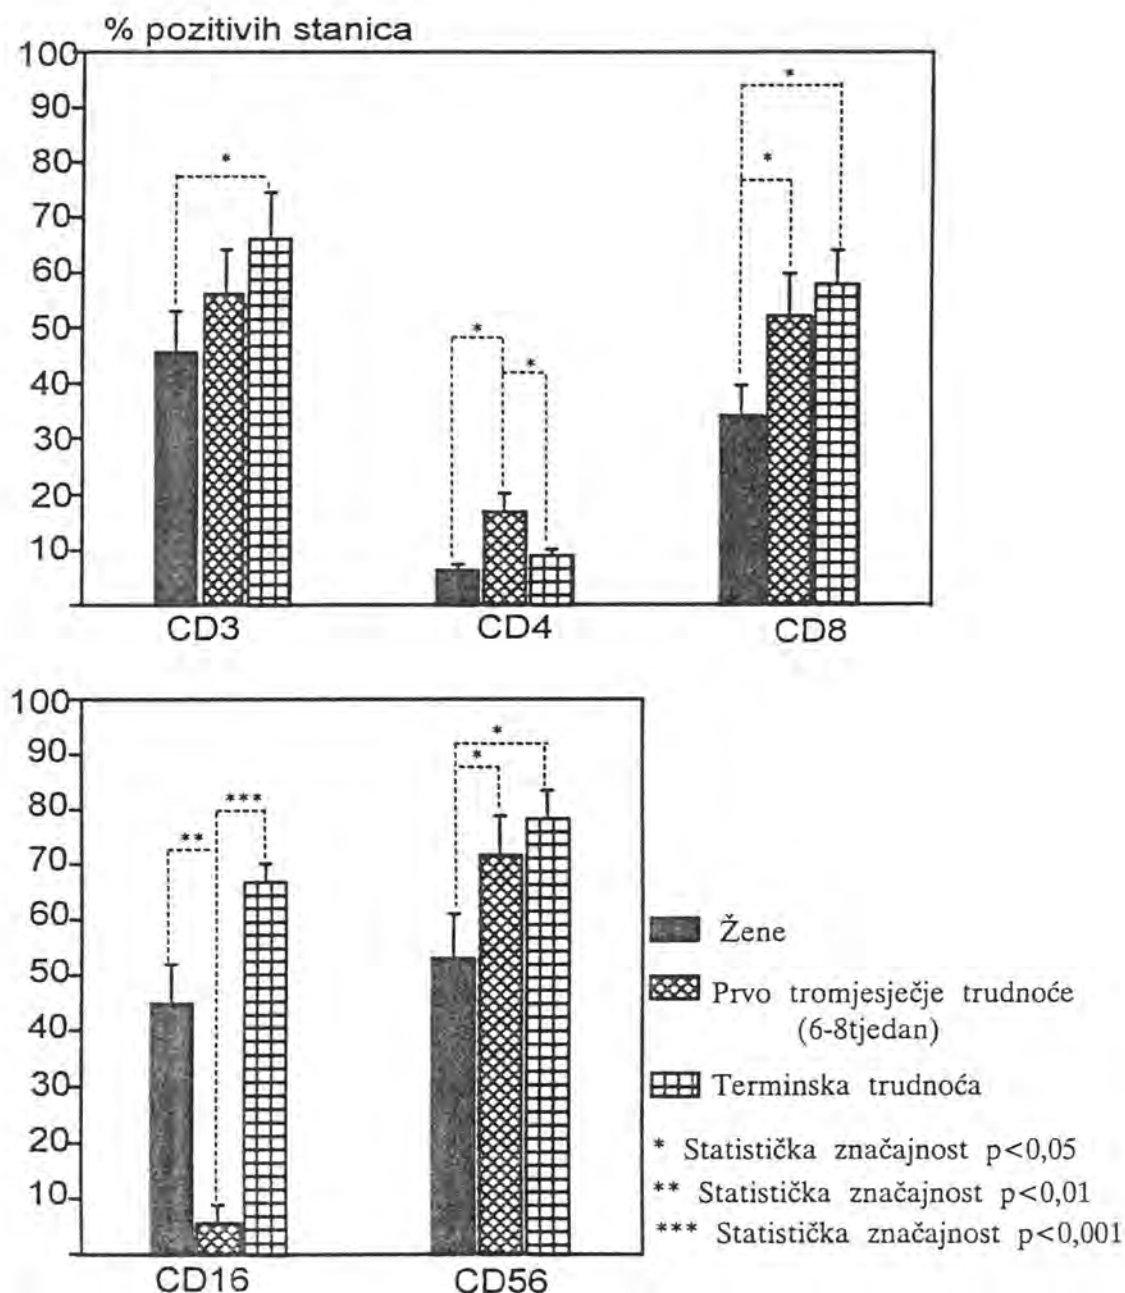 % pozitivih stanica
100
90
80
70
60
50
40
30
20
10
CD3 CD4 CD8
* * * * *
100
90
80
70
60
50
40
30
20
10
CD16 CD56
** *** * *
Žene
Prvo tromjesječje trudnoće
(6-8tjedan)
Terminska trudnoća
* Statistička značajnost p<0,05
** Statistička značajnost p<0,01
*** Statistička značajnost p<0,001